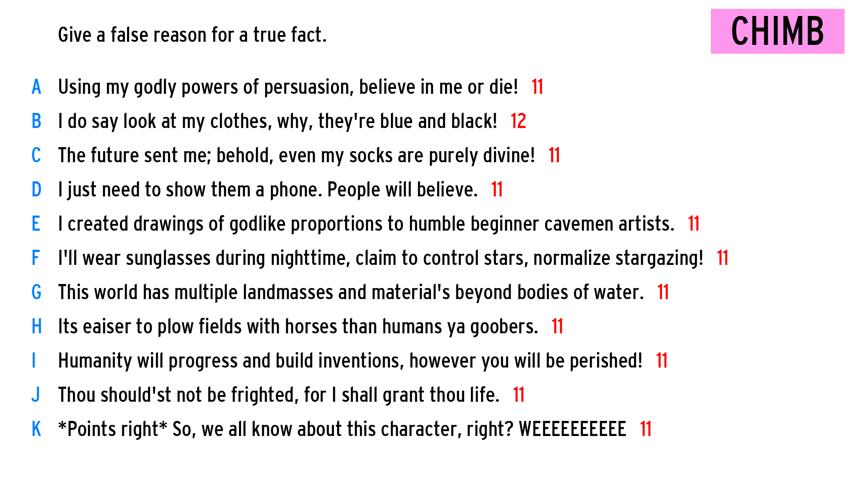 Give a false reason for a true fact.
CHIMB
A Using my godly powers of persuasion, believe in me or die! 11
B I do say look at my clothes, why, they're blue and black! 12
C The future sent me; behold, even my socks are purely divine! 11
D I just need to show them a phone. People will believe. 11
E I created drawings of godlike proportions to humble beginner cavemen artists. 11
F I'll wear sunglasses during nighttime, claim to control stars, normalize stargazing! 11
G This world has multiple landmasses and material's beyond bodies of water. 11
H Its eaiser to plow fields with horses than humans ya goobers. 11
I Humanity will progress and build inventions, however you will be perished! 11
J Thou should'st not be frighted, for I shall grant thou life. 11
K *Points right* So, we all know about this character, right? WEEEEEEEEEE 11